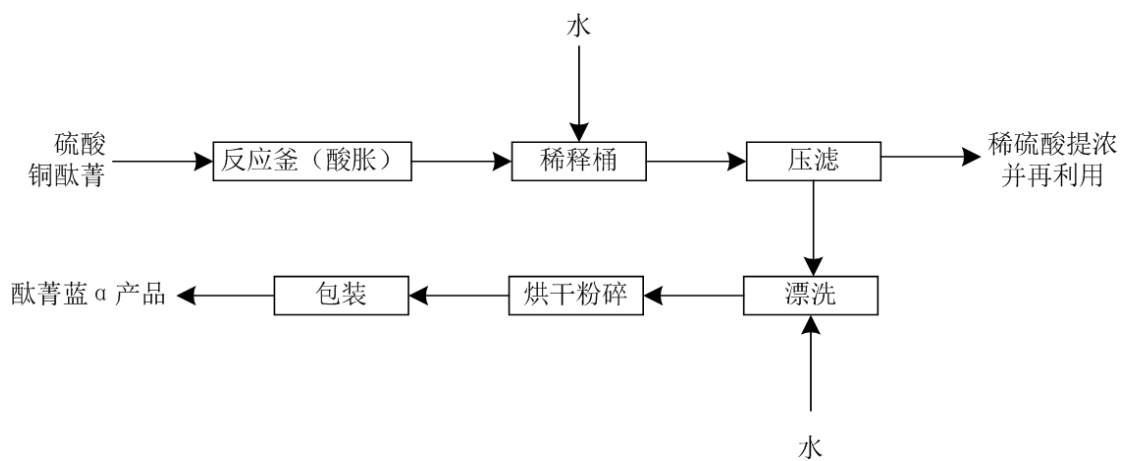 水
硫酸
铜酞菁
反应釜（酸胀）
稀释桶
压滤
稀硫酸提浓
并再利用
酞菁蓝α产品
包装
烘干粉碎
漂洗
水